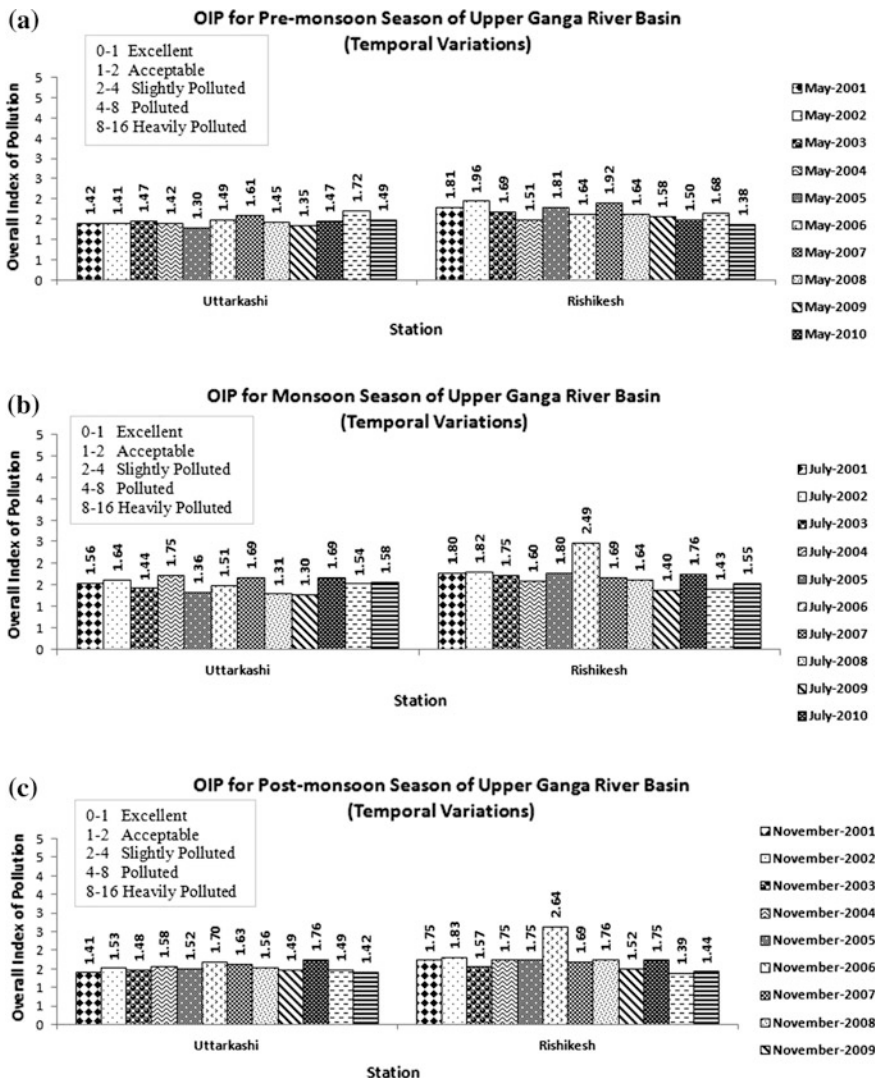 (a)
OIP for Pre-monsoon Season of Upper Ganga River Basin
(Temporal Variations)
0-1 Excellent
1-2 Acceptable
2-4 Slightly Polluted
4-8 Polluted
8-16 Heavily Polluted
Overall Index of Pollution
5
5
4
4
3
3
2
2
1
1
0
1.42 1.41 1.47 1.42 1.30 1.49 1.61 1.45 1.35 1.47 1.72 1.49
1.81 1.96 1.69 1.51 1.81 1.64 1.92 1.64 1.58 1.50 1.68 1.38
Uttarkashi Rishikesh
Station
May-2001
May-2002
May-2003
May-2004
May-2005
May-2006
May-2007
May-2008
May-2009
May-2010
(b)
OIP for Monsoon Season of Upper Ganga River Basin
(Temporal Variations)
0-1 Excellent
1-2 Acceptable
2-4 Slightly Polluted
4-8 Polluted
8-16 Heavily Polluted
Overall Index of Pollution
5
5
4
4
3
3
2
2
1
1
0
1.56 1.64 1.44 1.75 1.36 1.51 1.69 1.31 1.30 1.69 1.54 1.58
1.80 1.82 1.75 1.60 1.80 2.49 1.69 1.64 1.40 1.76 1.43 1.55
Uttarkashi Rishikesh
Station
July-2001
July-2002
July-2003
July-2004
July-2005
July-2006
July-2007
July-2008
July-2009
July-2010
(c)
OIP for Post-monsoon Season of Upper Ganga River Basin
(Temporal Variations)
0-1 Excellent
1-2 Acceptable
2-4 Slightly Polluted
4-8 Polluted
8-16 Heavily Polluted
Overall Index of Pollution
5
5
4
4
3
3
2
2
1
1
0
1.41 1.53 1.48 1.58 1.52 1.70 1.63 1.56 1.49 1.76 1.49 1.42
1.75 1.83 1.57 1.75 1.75 2.64 1.69 1.76 1.52 1.75 1.39 1.44
Uttarkashi Rishikesh
Station
November-2001
November-2002
November-2003
November-2004
November-2005
November-2006
November-2007
November-2008
November-2009